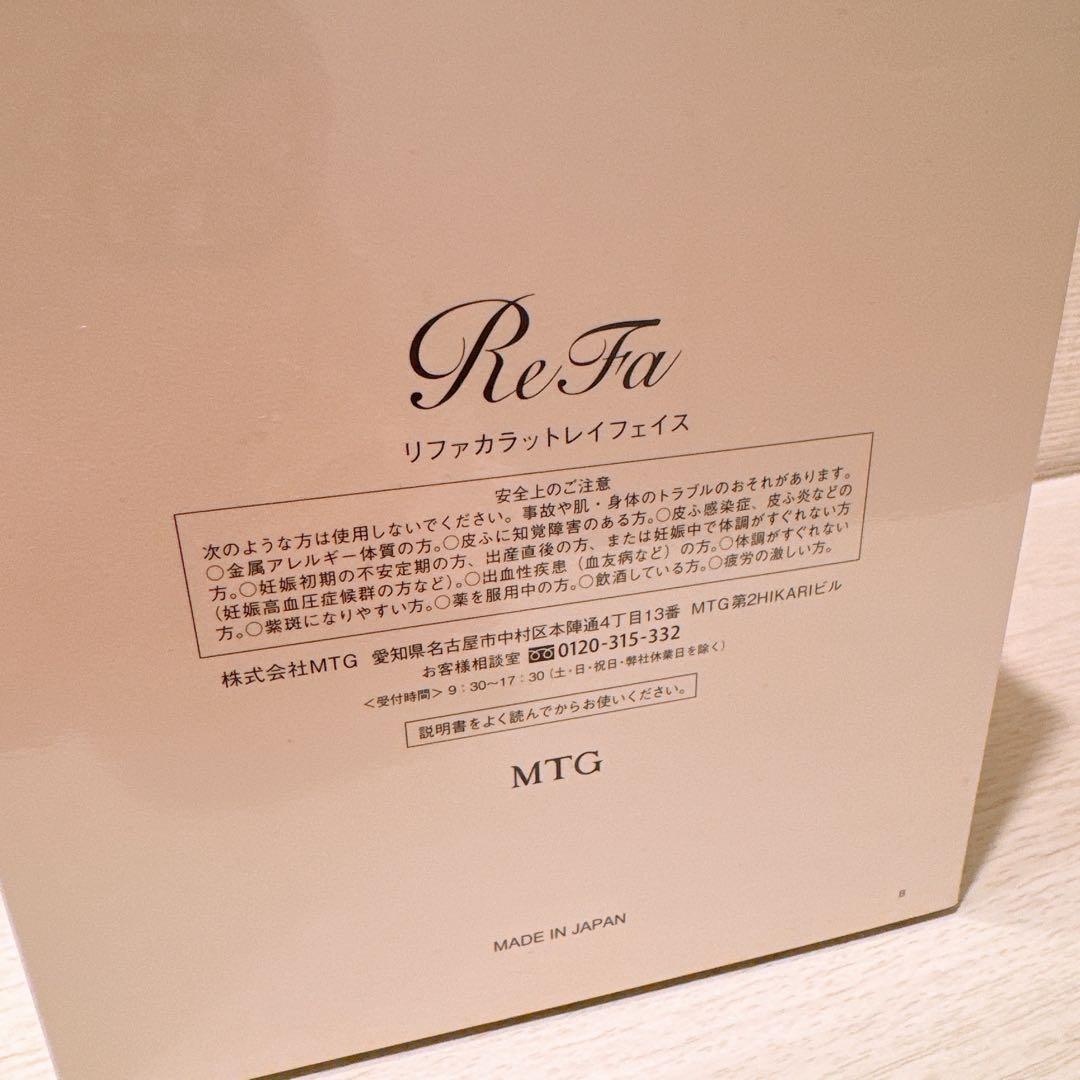 ReFa
リファカラットレイフェイス
安全上のご注意
次のような方は使用しないでください。事故や肌・身体のトラブルのおそれがあります。
○金属アレルギー体質の方。○皮ふに知覚障害のある方。○皮ふ感染症、皮ふ炎などの
方。○妊娠初期の不安定期の方、出産直後の方、または妊娠中で体調がすぐれない方
（妊娠高血圧症候群の方など）。○出血性疾患（血友病など）の方。○体調がすぐれない
方。○紫斑になりやすい方。○薬を服用中の方。○飲酒している方。○疲労の激しい方。
株式会社MTG 愛知県名古屋市中村区本陣通4丁目13番 MTG第2HIKARIビル
お客様相談室 0120-315-332
＜受付時間＞9：30〜17：30（土・日・祝日・弊社休業日を除く）
説明書をよく読んでからお使いください。
MTG
MADE IN JAPAN
B